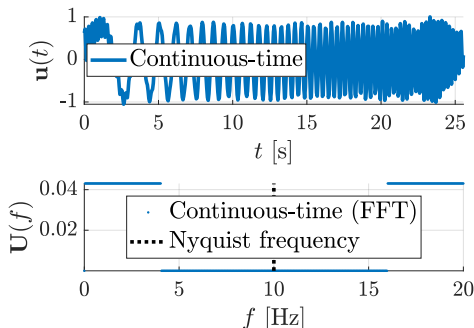 1
0
-1
u(t)
Continuous-time
0 5 10 15 20 25
t [s]
0.04
0.02
U(f)
Continuous-time (FFT)
Nyquist frequency
0 5 10 15 20
f [Hz]